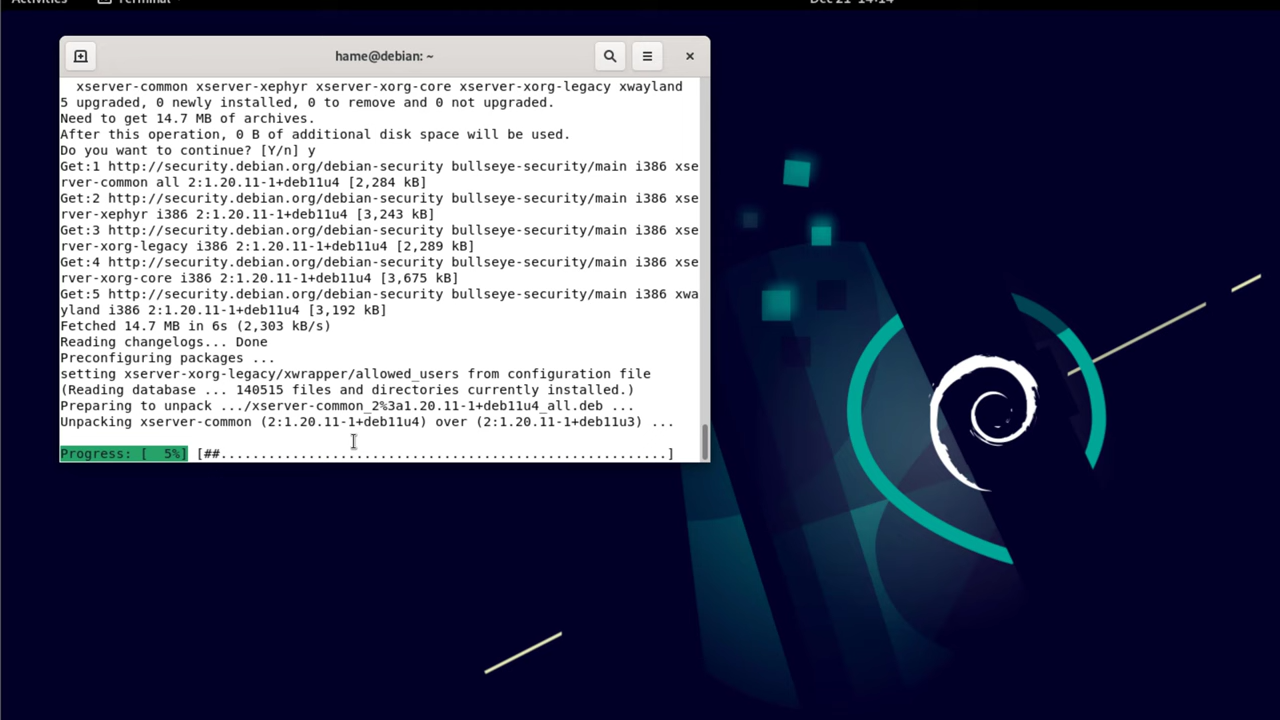 Activities Terminal Dec 21 14:14
hame@debian: ~
xserver-common xserver-xephyr xserver-xorg-core xserver-xorg-legacy xwayland
5 upgraded, 0 newly installed, 0 to remove and 0 not upgraded.
Need to get 14.7 MB of archives.
After this operation, 0 B of additional disk space will be used.
Do you want to continue? [Y/n] y
Get:1 http://security.debian.org/debian-security bullseye-security/main i386 xse
rver-common all 2:1.20.11-1+deb11u4 [2,284 kB]
Get:2 http://security.debian.org/debian-security bullseye-security/main i386 xse
rver-xephyr i386 2:1.20.11-1+deb11u4 [3,243 kB]
Get:3 http://security.debian.org/debian-security bullseye-security/main i386 xse
rver-xorg-legacy i386 2:1.20.11-1+deb11u4 [2,289 kB]
Get:4 http://security.debian.org/debian-security bullseye-security/main i386 xse
rver-xorg-core i386 2:1.20.11-1+deb11u4 [3,675 kB]
Get:5 http://security.debian.org/debian-security bullseye-security/main i386 xwa
yland i386 2:1.20.11-1+deb11u4 [3,192 kB]
Fetched 14.7 MB in 6s (2,303 kB/s)
Reading changelogs... Done
Preconfiguring packages ...
setting xserver-xorg-legacy/xwrapper/allowed_users from configuration file
(Reading database ... 140515 files and directories currently installed.)
Preparing to unpack .../xserver-common_2%3a1.20.11-1+deb11u4_all.deb ...
Unpacking xserver-common (2:1.20.11-1+deb11u4) over (2:1.20.11-1+deb11u3) ...
Progress: [  5%] [##........................................................]